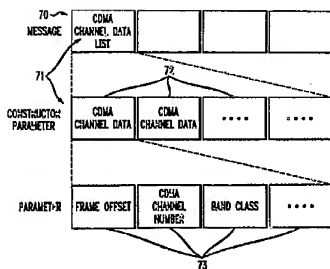 70
MESSAGE
CDMA
CHANNEL DATA
LIST
71
72
CONSTRUCTOR
PARAMETER
CDMA
CHANNEL DATA
CDMA
CHANNEL DATA
••••
••••
PARAMETER
FRAME OFFSET
CDMA
CHANNEL
NUMBER
BAND CLASS
••••
73